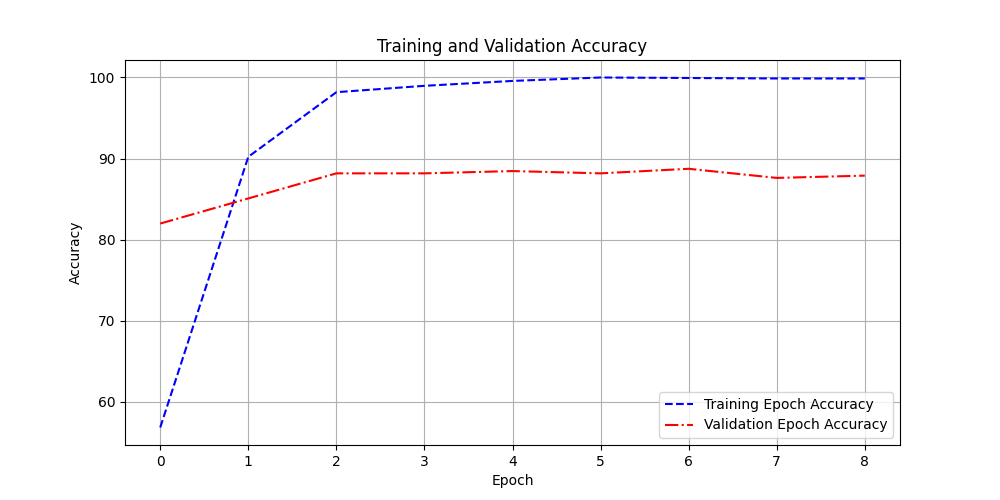 Training and Validation Accuracy
100
90
80
70
60
Accuracy
0 1 2 3 4 5 6 7 8
Epoch
Training Epoch Accuracy
Validation Epoch Accuracy